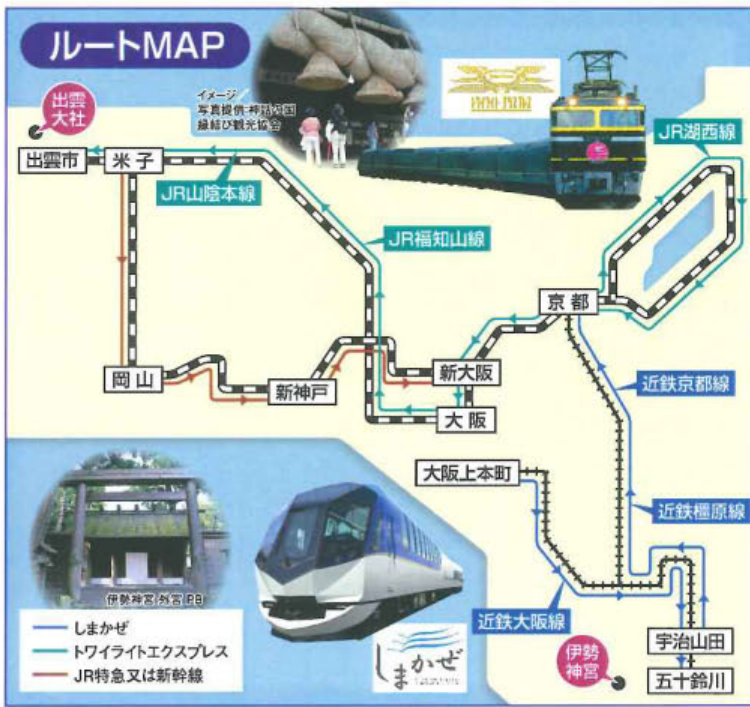 ルートMAP
出雲
大社
イメージ
写真提供:神話の国
縁結び観光協会
JR湖西線
出雲市
米子
JR山陰本線
JR福知山線
京都
岡山
新神戸
新大阪
大阪
近鉄京都線
大阪上本町
近鉄橿原線
伊勢神宮 外宮
しまかぜ
トワイライトエクスプレス
JR特急又は新幹線
しまかぜ
近鉄大阪線
伊勢
神宮
宇治山田
五十鈴川